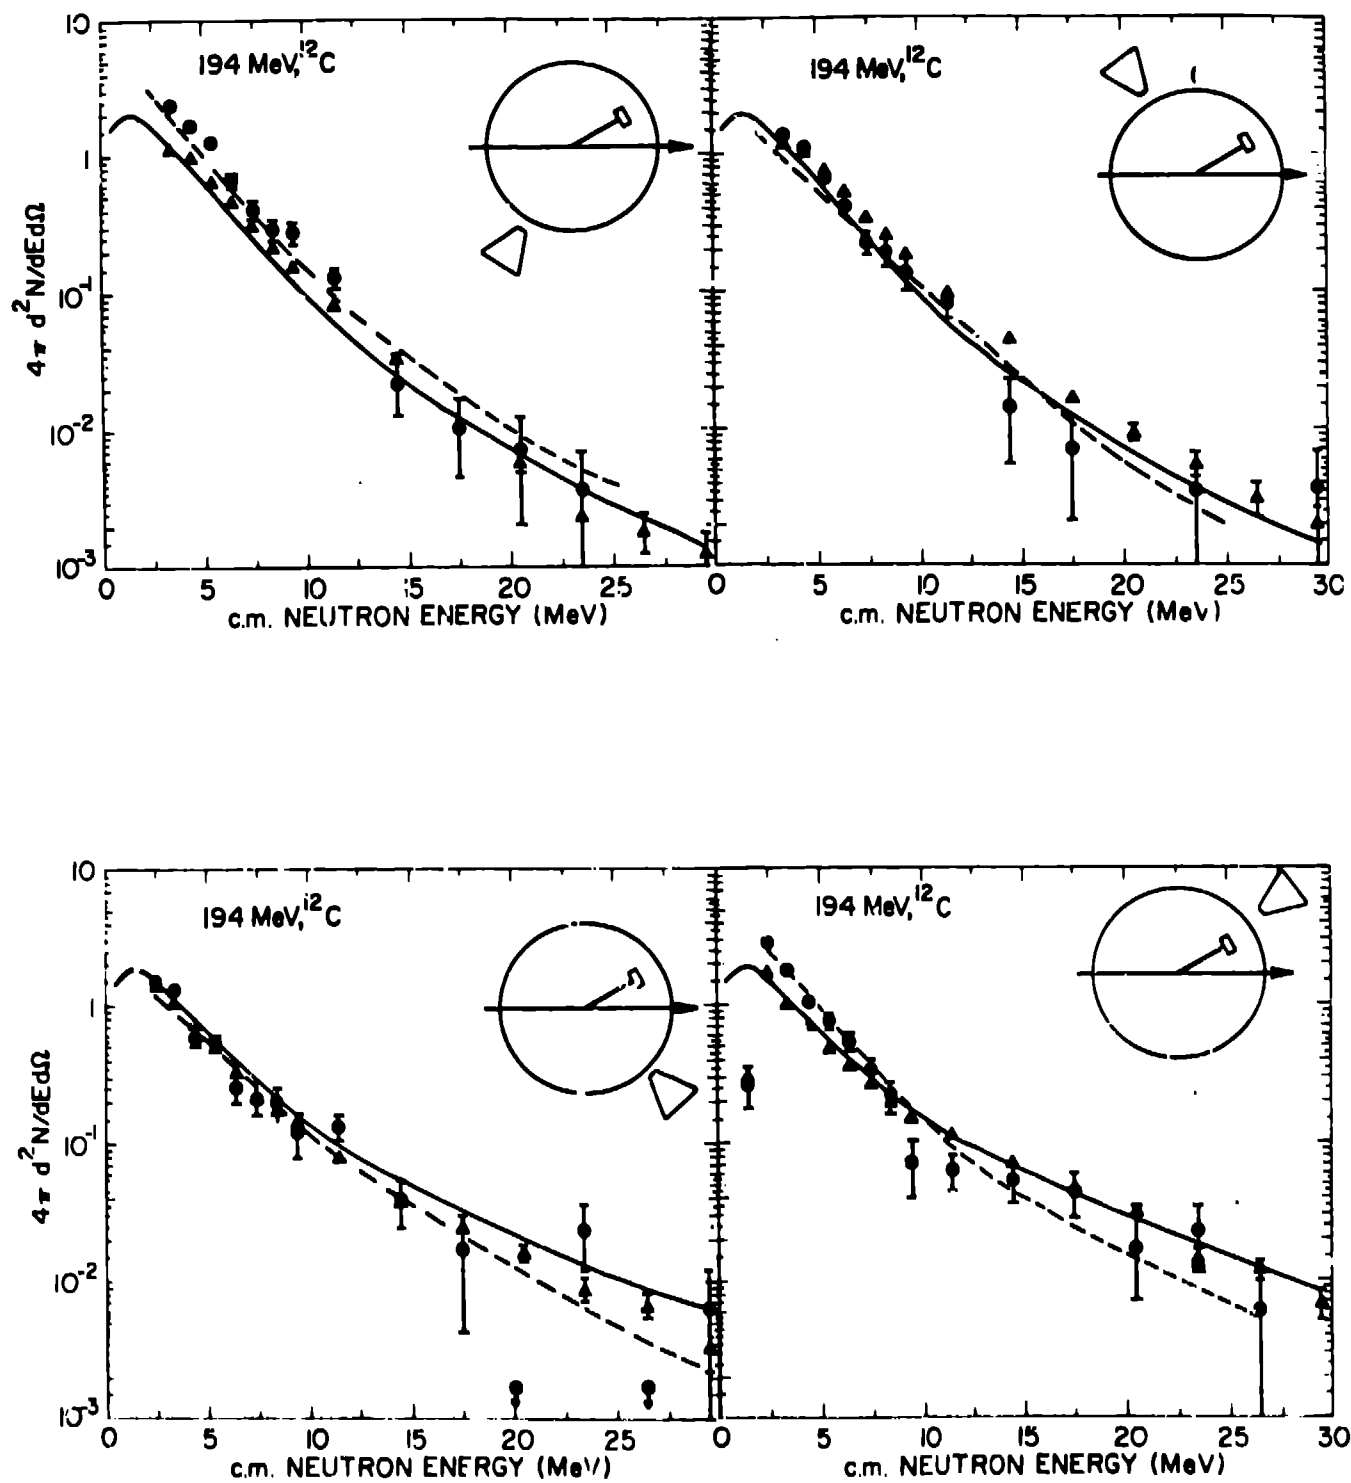 194 MeV, ¹²C
194 MeV, ¹²C
10
1
10⁻¹
10⁻²
10⁻³
4π d²N/dEdΩ
0 5 10 15 20 25 0 5 10 15 20 25 30
c.m. NEUTRON ENERGY (MeV)
c.m. NEUTRON ENERGY (MeV)
194 MeV, ¹²C
194 MeV, ¹²C
10
1
10⁻¹
10⁻²
10⁻³
4π d²N/dEdΩ
0 5 10 15 20 25 0 5 10 15 20 25 30
c.m. NEUTRON ENERGY (MeV)
c.m. NEUTRON ENERGY (MeV)